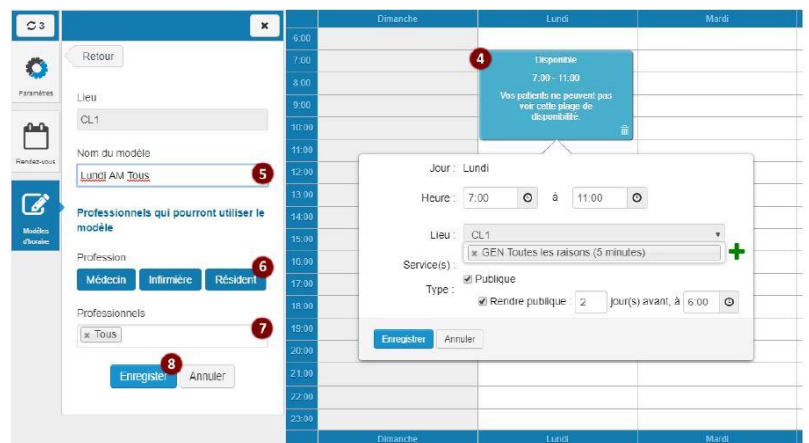 3
Paramètres
Rendez-vous
Modèles
d'horaire
×
Retour
Lieu
CL1
Nom du modèle
Lundi AM Tous
5
Professionnels qui pourront utiliser le
modèle
Profession
Médecin Infirmière Résident
6
Professionnels
× Tous
7
8
Enregister Annuler
Dimanche Lundi Mardi
6:00
7:00
8:00
9:00
10:00
11:00
12:00
13:00
14:00
15:00
16:00
17:00
18:00
19:00
20:00
21:00
22:00
23:00
4
Disponible
7:00 - 11:00
Vos patients ne peuvent pas
voir cette plage de
disponibilité.
Jour : Lundi
Heure : 7:00 à 11:00
Lieu : CL1
Service(s) : × GEN Toutes les raisons (5 minutes)
Type : Publique
Rendre publique : 2 jour(s) avant, à 6:00
Enregistrer Annuler
Dimanche Lundi Mardi